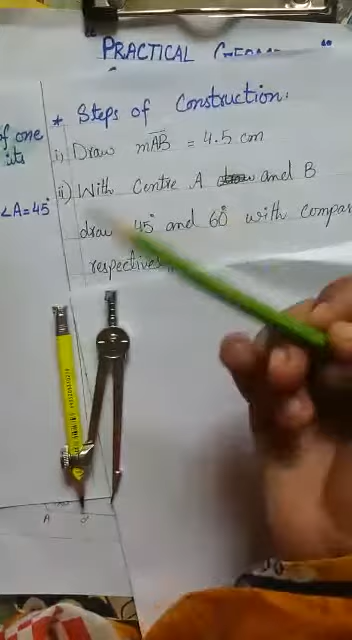 PRACTICAL
* Steps of Construction:
of one
its
i) Draw mAB = 4.5 cm
∠A=45°
ii) With Centre A and B
draw 45° and 60° with
A